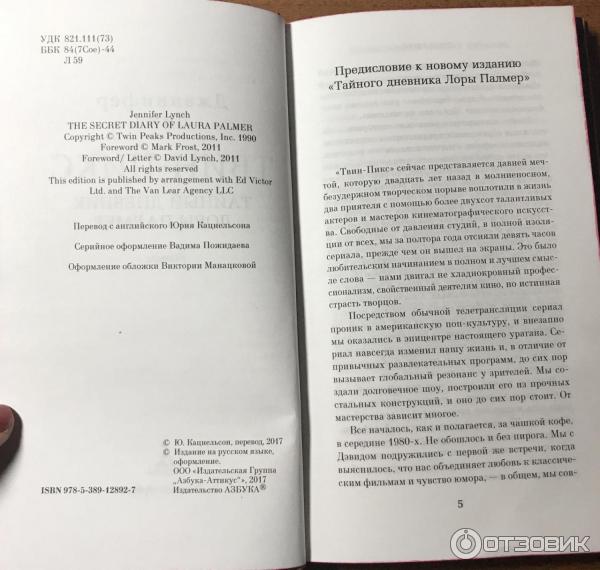 УДК 821.111(73)
ББК 84(7Сое)-44
Л 59
Jennifer Lynch
THE SECRET DIARY OF LAURA PALMER
Copyright © Twin Peaks Productions, Inc. 1990
Foreword © Mark Frost, 2011
Foreword/ Letter © David Lynch, 2011
All rights reserved
This edition is published by arrangement with Ed Victor
Ltd. and The Van Lear Agency LLC
Перевод с английского Юрия Кацнельсона
Серийное оформление Вадима Пожидаева
Оформление обложки Виктории Манацковой
© Ю. Кацнельсон, перевод, 2017
© Издание на русском языке,
оформление.
ООО «Издательская Группа
„Азбука-Аттикус“», 2017
Издательство АЗБУКА®
ISBN 978-5-389-12892-7
Предисловие к новому изданию
«Тайного дневника Лоры Палмер»
«Твин-Пикс» сейчас представляется давней меч-
той, которую двадцать лет назад в молниеносном,
безудержном творческом порыве воплотили в жизнь
два приятеля с помощью более двухсот талантливых
актеров и мастеров кинематографического искусст-
ва. Свободные от давления студий, в полной изоля-
ции от всех, мы за полтора года отсняли девять часов
сериала, прежде чем он вышел на экраны. Это было
любительским начинанием в полном и лучшем смыс-
ле слова — нами двигал не хладнокровный профес-
сионализм, свойственный деятелям кино, но истинная
страсть творцов.
Посредством обычной телетрансляции сериал
проник в американскую поп-культуру, и внезапно
мы оказались в эпицентре настоящего урагана. Се-
риал навсегда изменил нашу жизнь и, в отличие от
привычных развлекательных программ, до сих пор
вызывает глобальный резонанс у зрителей. Мы со-
здали долговечное шоу, построили его из прочных
стальных конструкций, и оно до сих пор стоит. От
мастерства зависит многое.
Все началось, как и полагается, за чашкой кофе,
в середине 1980-х. Не обошлось и без пирога. Мы с
Дэвидом подружились с первой же встречи, когда
выяснилось, что нас объединяет любовь к классичес-
ким фильмам и чувство юмора, — в общем, мы сов-
5
ОТЗОВИК